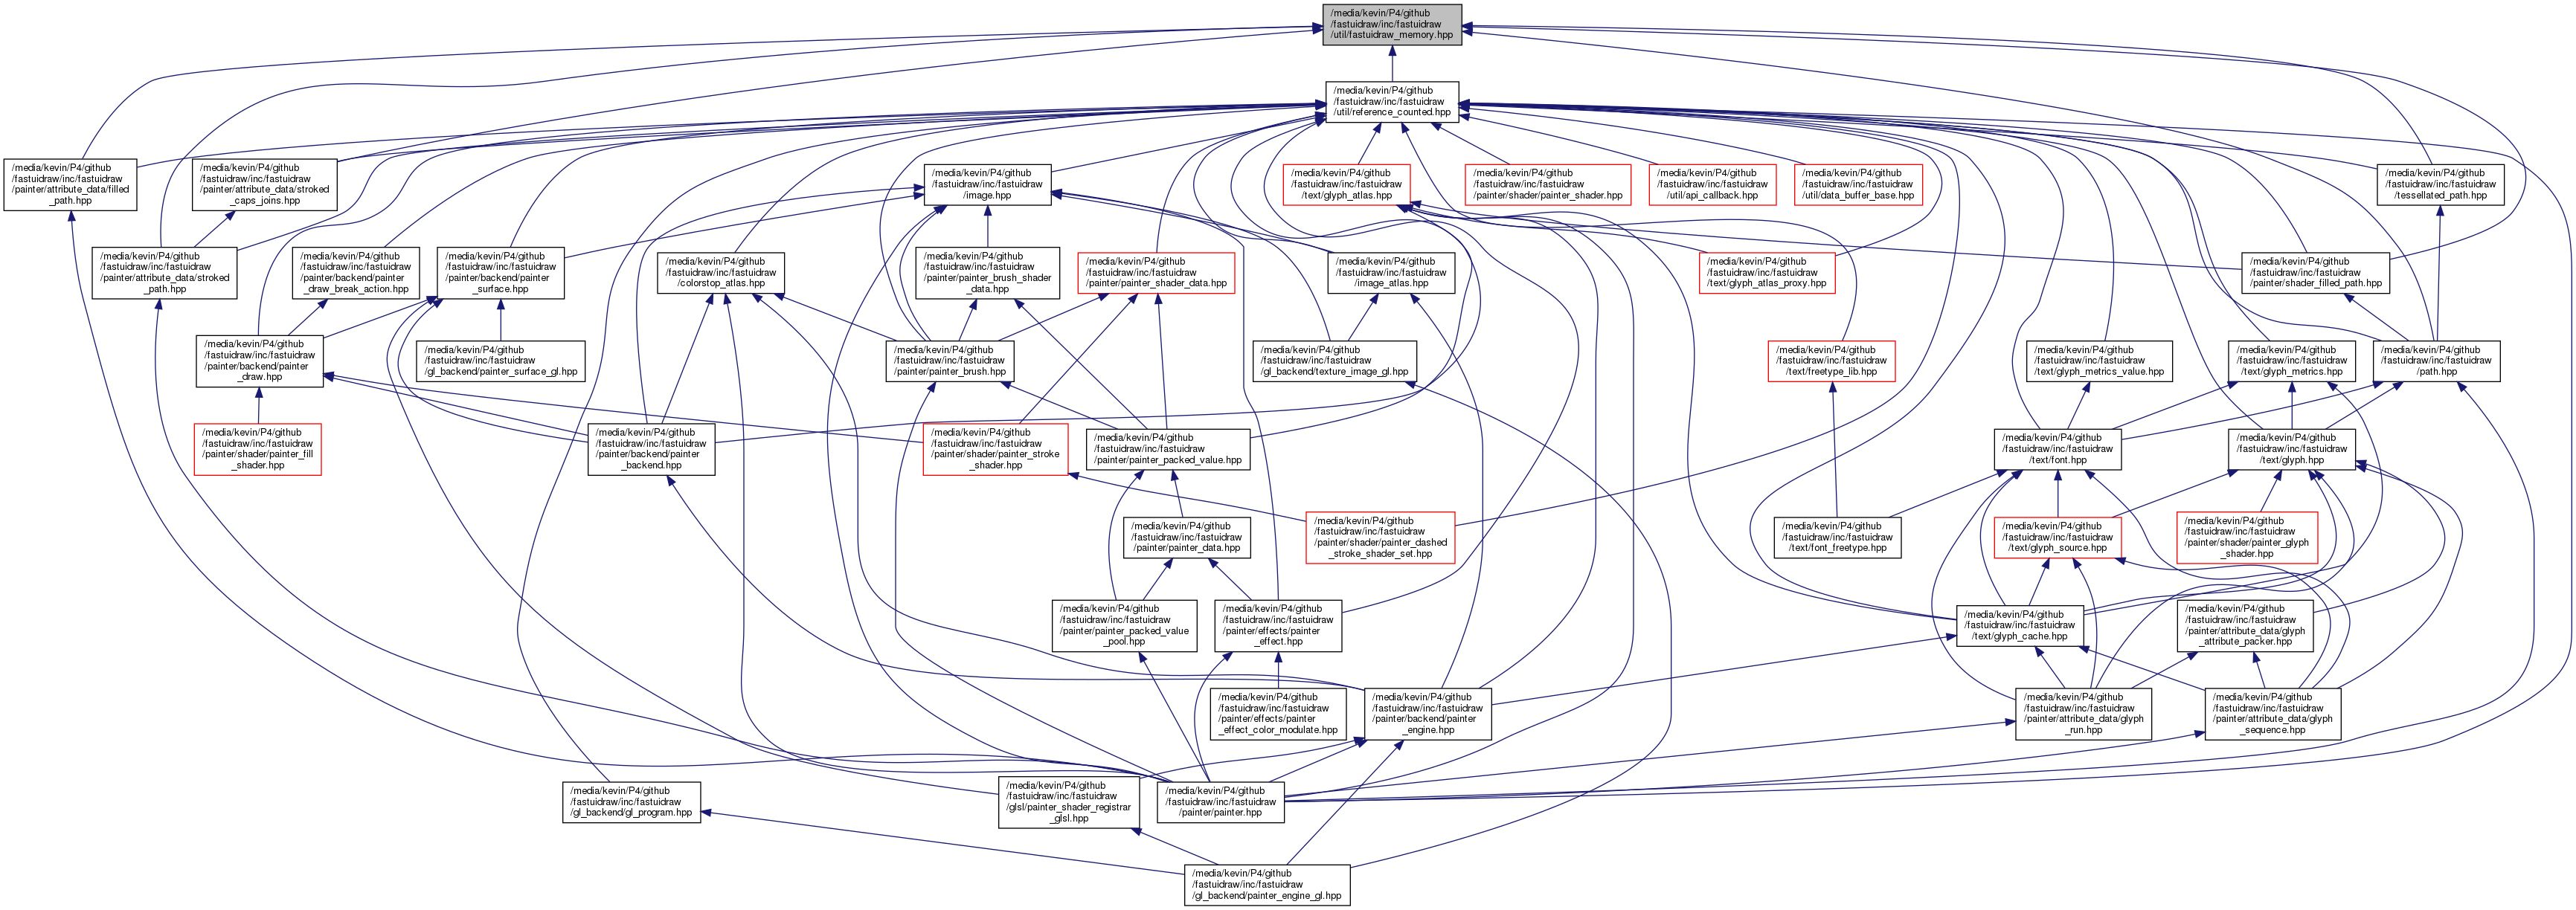 /media/kevin/P4/github
/fastuidraw/inc/fastuidraw
/util/fastuidraw_memory.hpp
/media/kevin/P4/github
/fastuidraw/inc/fastuidraw
/util/reference_counted.hpp
/media/kevin/P4/github
/fastuidraw/inc/fastuidraw
/painter/attribute_data/filled
_path.hpp
/media/kevin/P4/github
/fastuidraw/inc/fastuidraw
/painter/attribute_data/stroked
_caps_joins.hpp
/media/kevin/P4/github
/fastuidraw/inc/fastuidraw
/image.hpp
/media/kevin/P4/github
/fastuidraw/inc/fastuidraw
/text/glyph_atlas.hpp
/media/kevin/P4/github
/fastuidraw/inc/fastuidraw
/painter/shader/painter_shader.hpp
/media/kevin/P4/github
/fastuidraw/inc/fastuidraw
/util/api_callback.hpp
/media/kevin/P4/github
/fastuidraw/inc/fastuidraw
/util/data_buffer_base.hpp
/media/kevin/P4/github
/fastuidraw/inc/fastuidraw
/tessellated_path.hpp
/media/kevin/P4/github
/fastuidraw/inc/fastuidraw
/painter/attribute_data/stroked
_path.hpp
/media/kevin/P4/github
/fastuidraw/inc/fastuidraw
/painter/backend/painter
_draw_break_action.hpp
/media/kevin/P4/github
/fastuidraw/inc/fastuidraw
/painter/backend/painter
_surface.hpp
/media/kevin/P4/github
/fastuidraw/inc/fastuidraw
/colorstop_atlas.hpp
/media/kevin/P4/github
/fastuidraw/inc/fastuidraw
/painter/painter_brush_shader
_data.hpp
/media/kevin/P4/github
/fastuidraw/inc/fastuidraw
/painter/painter_shader_data.hpp
/media/kevin/P4/github
/fastuidraw/inc/fastuidraw
/image_atlas.hpp
/media/kevin/P4/github
/fastuidraw/inc/fastuidraw
/text/glyph_atlas_proxy.hpp
/media/kevin/P4/github
/fastuidraw/inc/fastuidraw
/painter/shader_filled_path.hpp
/media/kevin/P4/github
/fastuidraw/inc/fastuidraw
/painter/backend/painter
_draw.hpp
/media/kevin/P4/github
/fastuidraw/inc/fastuidraw
/gl_backend/painter_surface_gl.hpp
/media/kevin/P4/github
/fastuidraw/inc/fastuidraw
/painter/painter_brush.hpp
/media/kevin/P4/github
/fastuidraw/inc/fastuidraw
/gl_backend/texture_image_gl.hpp
/media/kevin/P4/github
/fastuidraw/inc/fastuidraw
/text/freetype_lib.hpp
/media/kevin/P4/github
/fastuidraw/inc/fastuidraw
/text/glyph_metrics_value.hpp
/media/kevin/P4/github
/fastuidraw/inc/fastuidraw
/text/glyph_metrics.hpp
/media/kevin/P4/github
/fastuidraw/inc/fastuidraw
/path.hpp
/media/kevin/P4/github
/fastuidraw/inc/fastuidraw
/painter/shader/painter_fill
_shader.hpp
/media/kevin/P4/github
/fastuidraw/inc/fastuidraw
/painter/backend/painter
_backend.hpp
/media/kevin/P4/github
/fastuidraw/inc/fastuidraw
/painter/shader/painter_stroke
_shader.hpp
/media/kevin/P4/github
/fastuidraw/inc/fastuidraw
/painter/painter_packed_value.hpp
/media/kevin/P4/github
/fastuidraw/inc/fastuidraw
/text/font.hpp
/media/kevin/P4/github
/fastuidraw/inc/fastuidraw
/text/glyph.hpp
/media/kevin/P4/github
/fastuidraw/inc/fastuidraw
/painter/painter_data.hpp
/media/kevin/P4/github
/fastuidraw/inc/fastuidraw
/painter/shader/painter_dashed
_stroke_shader_set.hpp
/media/kevin/P4/github
/fastuidraw/inc/fastuidraw
/text/font_freetype.hpp
/media/kevin/P4/github
/fastuidraw/inc/fastuidraw
/text/glyph_source.hpp
/media/kevin/P4/github
/fastuidraw/inc/fastuidraw
/painter/shader/painter_glyph
_shader.hpp
/media/kevin/P4/github
/fastuidraw/inc/fastuidraw
/painter/painter_packed_value
_pool.hpp
/media/kevin/P4/github
/fastuidraw/inc/fastuidraw
/painter/effects/painter
_effect.hpp
/media/kevin/P4/github
/fastuidraw/inc/fastuidraw
/text/glyph_cache.hpp
/media/kevin/P4/github
/fastuidraw/inc/fastuidraw
/painter/attribute_data/glyph
_attribute_packer.hpp
/media/kevin/P4/github
/fastuidraw/inc/fastuidraw
/painter/effects/painter
_effect_color_modulate.hpp
/media/kevin/P4/github
/fastuidraw/inc/fastuidraw
/painter/backend/painter
_engine.hpp
/media/kevin/P4/github
/fastuidraw/inc/fastuidraw
/painter/attribute_data/glyph
_run.hpp
/media/kevin/P4/github
/fastuidraw/inc/fastuidraw
/painter/attribute_data/glyph
_sequence.hpp
/media/kevin/P4/github
/fastuidraw/inc/fastuidraw
/gl_backend/gl_program.hpp
/media/kevin/P4/github
/fastuidraw/inc/fastuidraw
/glsl/painter_shader_registrar
_glsl.hpp
/media/kevin/P4/github
/fastuidraw/inc/fastuidraw
/painter/painter.hpp
/media/kevin/P4/github
/fastuidraw/inc/fastuidraw
/gl_backend/painter_engine_gl.hpp